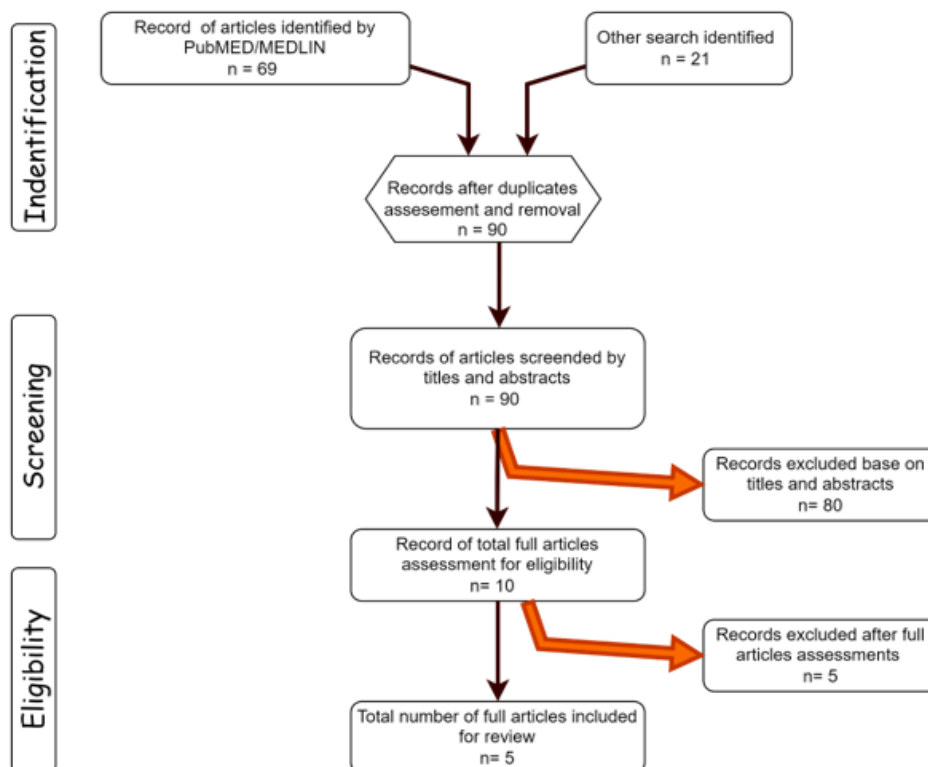 Indentification
Record  of articles identified by
PubMED/MEDLIN
n = 69
Other search identified
n = 21
Records after duplicates
assesement and removal
n = 90
Screening
Records of articles screended by
titles and abstracts
n = 90
Records excluded base on
titles and abstracts
n= 80
Eligibility
Record of total full articles
assessment for eligibility
n= 10
Records excluded after full
articles assessments
n= 5
Total number of full articles included
for review
n= 5